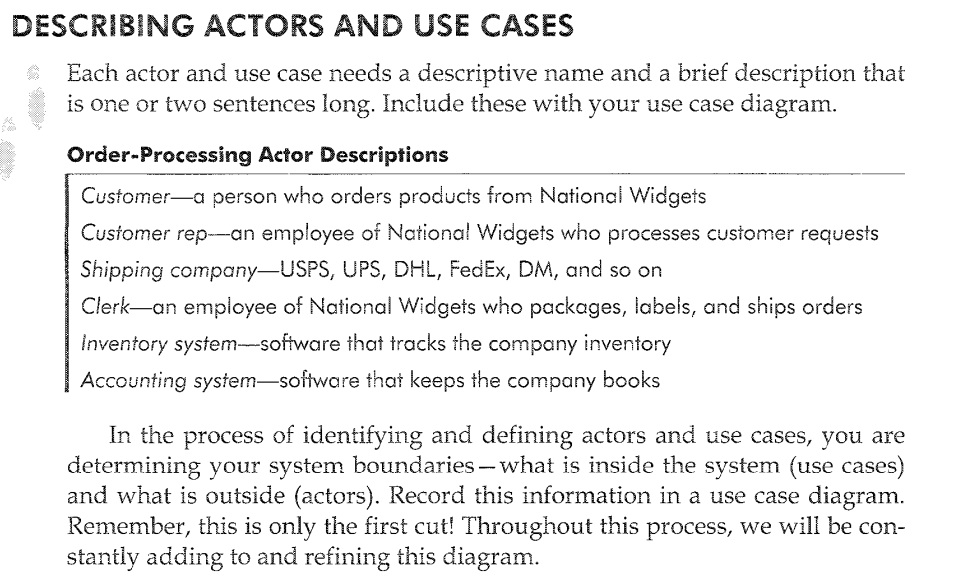 DESCRIBING ACTORS AND USE CASES
Each actor and use case needs a descriptive name and a brief description that
is one or two sentences long. Include these with your use case diagram.
Order-Processing Actor Descriptions
Customer—a person who orders products from National Widgets
Customer rep—an employee of National Widgets who processes customer requests
Shipping company—USPS, UPS, DHL, FedEx, DM, and so on
Clerk—an employee of National Widgets who packages, labels, and ships orders
Inventory system—software that tracks the company inventory
Accounting system—software that keeps the company books
In the process of identifying and defining actors and use cases, you are
determining your system boundaries—what is inside the system (use cases)
and what is outside (actors). Record this information in a use case diagram.
Remember, this is only the first cut! Throughout this process, we will be con-
stantly adding to and refining this diagram.